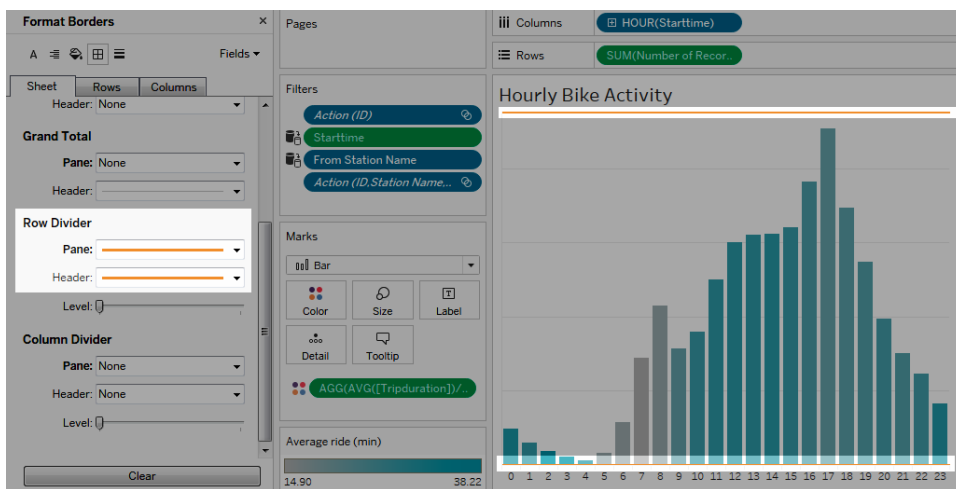 Format Borders ×
Fields
Sheet Rows Columns
Header: None
Grand Total
Pane: None
Header:
Row Divider
Pane:
Header:
Level:
Column Divider
Pane: None
Header: None
Level:
Clear
Pages
Filters
Action (ID)
Starttime
From Station Name
Action (ID,Station Name...
Marks
Bar
Color Size Label
Detail Tooltip
AGG(AVG([Tripduration])/..
Average ride (min)
14.90 38.22
Columns
HOUR(Starttime)
Rows
SUM(Number of Recor..
Hourly Bike Activity
0 1 2 3 4 5 6 7 8 9 10 11 12 13 14 15 16 17 18 19 20 21 22 23